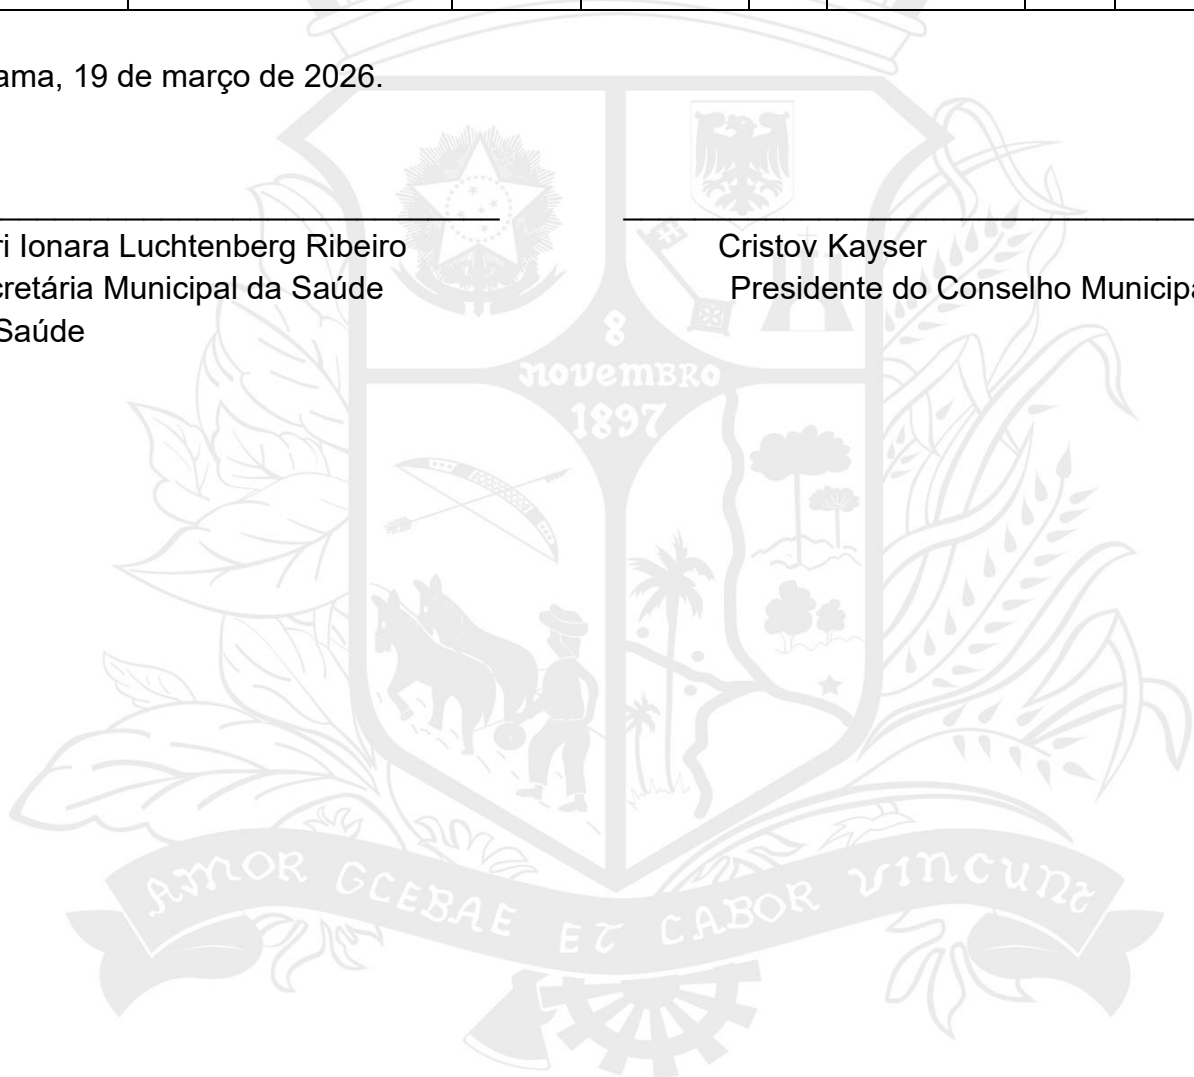 ama, 19 de março de 2026.
ri Ionara Luchtenberg Ribeiro
Cristov Kayser
cretária Municipal da Saúde
Presidente do Conselho Municipa
Saúde
8
NOVEMBRO
1897
AMOR GLEBAE ET LABOR VINCUNT